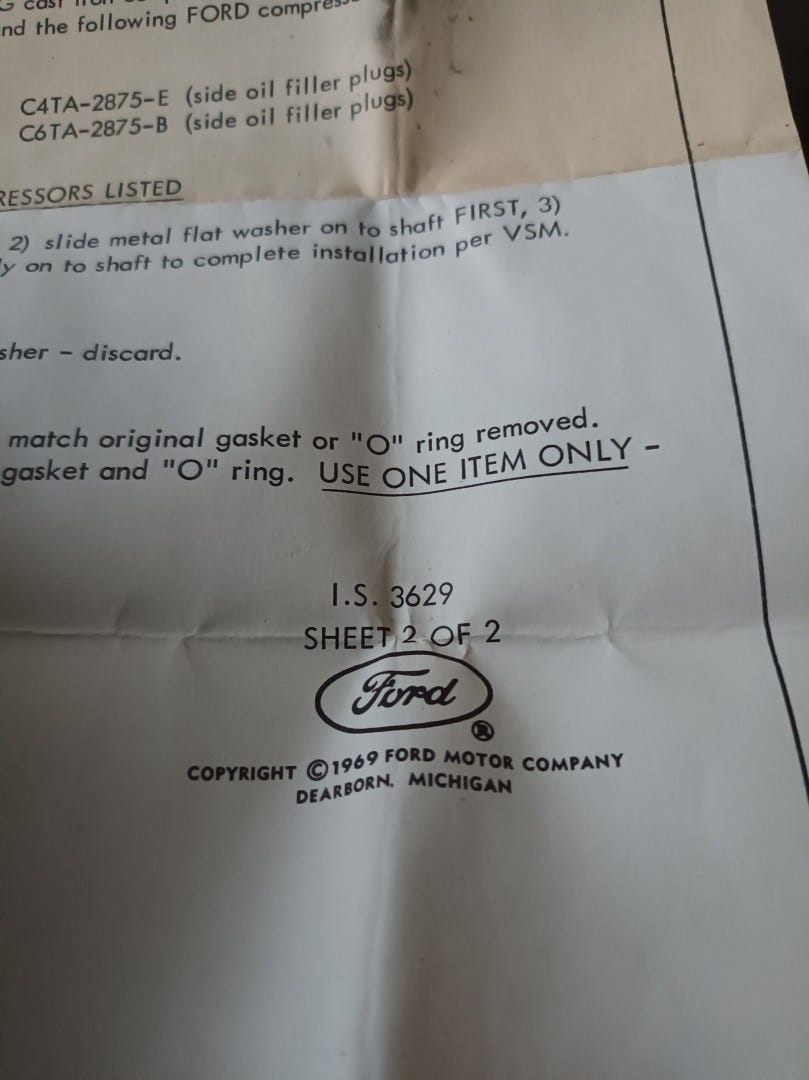 cast iron
nd the following FORD compress
C4TA-2875-E (side oil filler plugs)
C6TA-2875-B (side oil filler plugs)
RESSORS LISTED
2) slide metal flat washer on to shaft FIRST, 3)
y on to shaft to complete installation per VSM.
sher - discard.
match original gasket or "O" ring removed.
gasket and "O" ring. USE ONE ITEM ONLY -
I.S. 3629
SHEET 2 OF 2
Ford
®
COPYRIGHT ©1969 FORD MOTOR COMPANY
DEARBORN, MICHIGAN